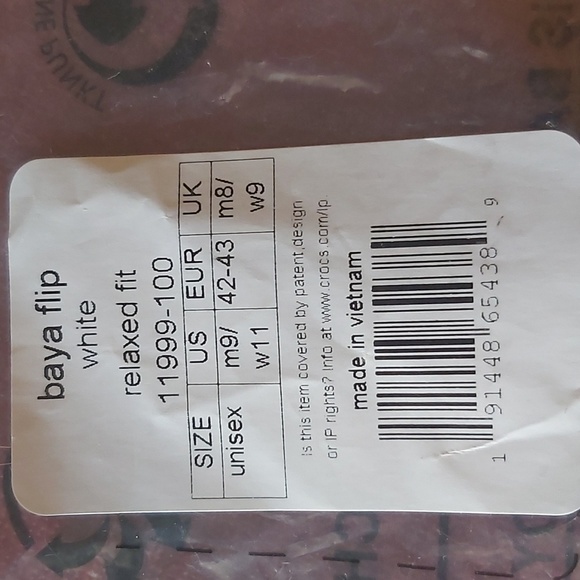 baya flip
white
relaxed fit
11999-100
SIZE US EUR UK
unisex m9/ 42-43 m8/
w11 w9
Is this item covered by patent,design
or IP rights? Info at www.crocs.com/ip
made in vietnam
1 91448 65438 9